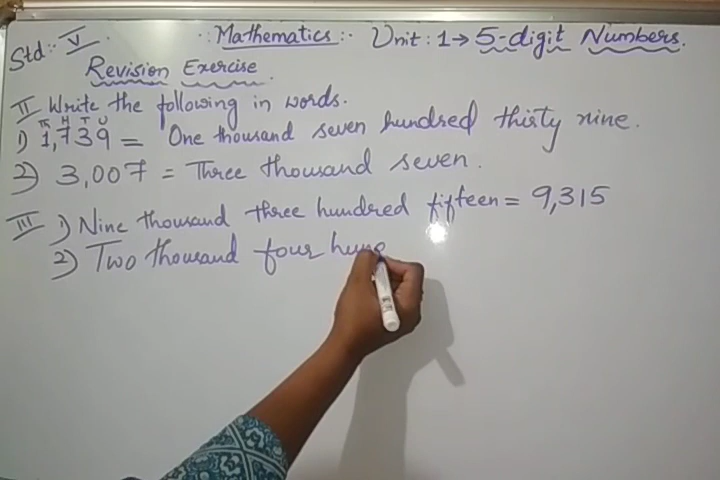 Std:- V. :: Mathematics :- Unit : 1 → 5-digit Numbers.
Revision Exercise.
II Write the following in words.
Th H T U
1) 1,739 = One thousand seven hundred thirty nine.
2) 3,007 = Three thousand seven.
III 1) Nine thousand three hundred fifteen = 9,315
2) Two thousand four hund